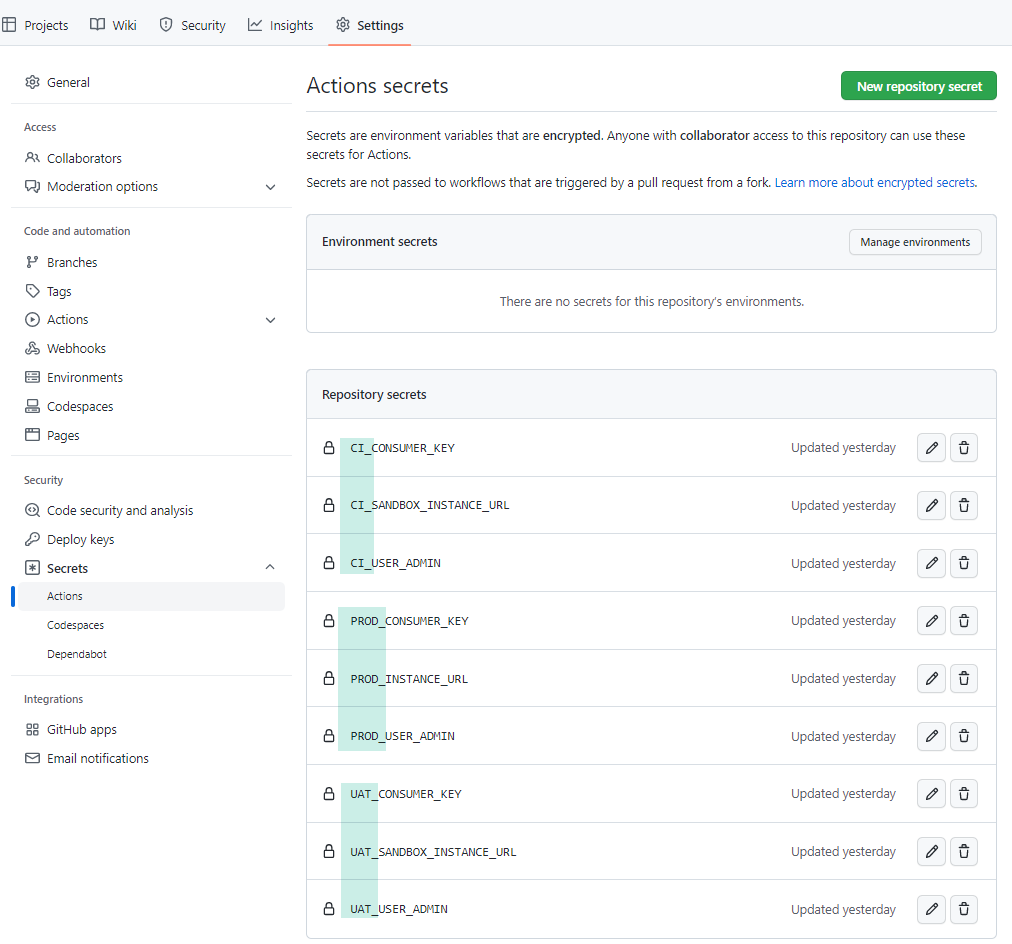 Projects Wiki Security Insights Settings
General
Access
Collaborators
Moderation options
Code and automation
Branches
Tags
Actions
Webhooks
Environments
Codespaces
Pages
Security
Code security and analysis
Deploy keys
Secrets
Actions
Codespaces
Dependabot
Integrations
GitHub apps
Email notifications
Actions secrets
New repository secret
Secrets are environment variables that are encrypted. Anyone with collaborator access to this repository can use these
secrets for Actions.
Secrets are not passed to workflows that are triggered by a pull request from a fork. Learn more about encrypted secrets.
Environment secrets
Manage environments
There are no secrets for this repository's environments.
Repository secrets
CI_CONSUMER_KEY Updated yesterday
CI_SANDBOX_INSTANCE_URL Updated yesterday
CI_USER_ADMIN Updated yesterday
PROD_CONSUMER_KEY Updated yesterday
PROD_INSTANCE_URL Updated yesterday
PROD_USER_ADMIN Updated yesterday
UAT_CONSUMER_KEY Updated yesterday
UAT_SANDBOX_INSTANCE_URL Updated yesterday
UAT_USER_ADMIN Updated yesterday